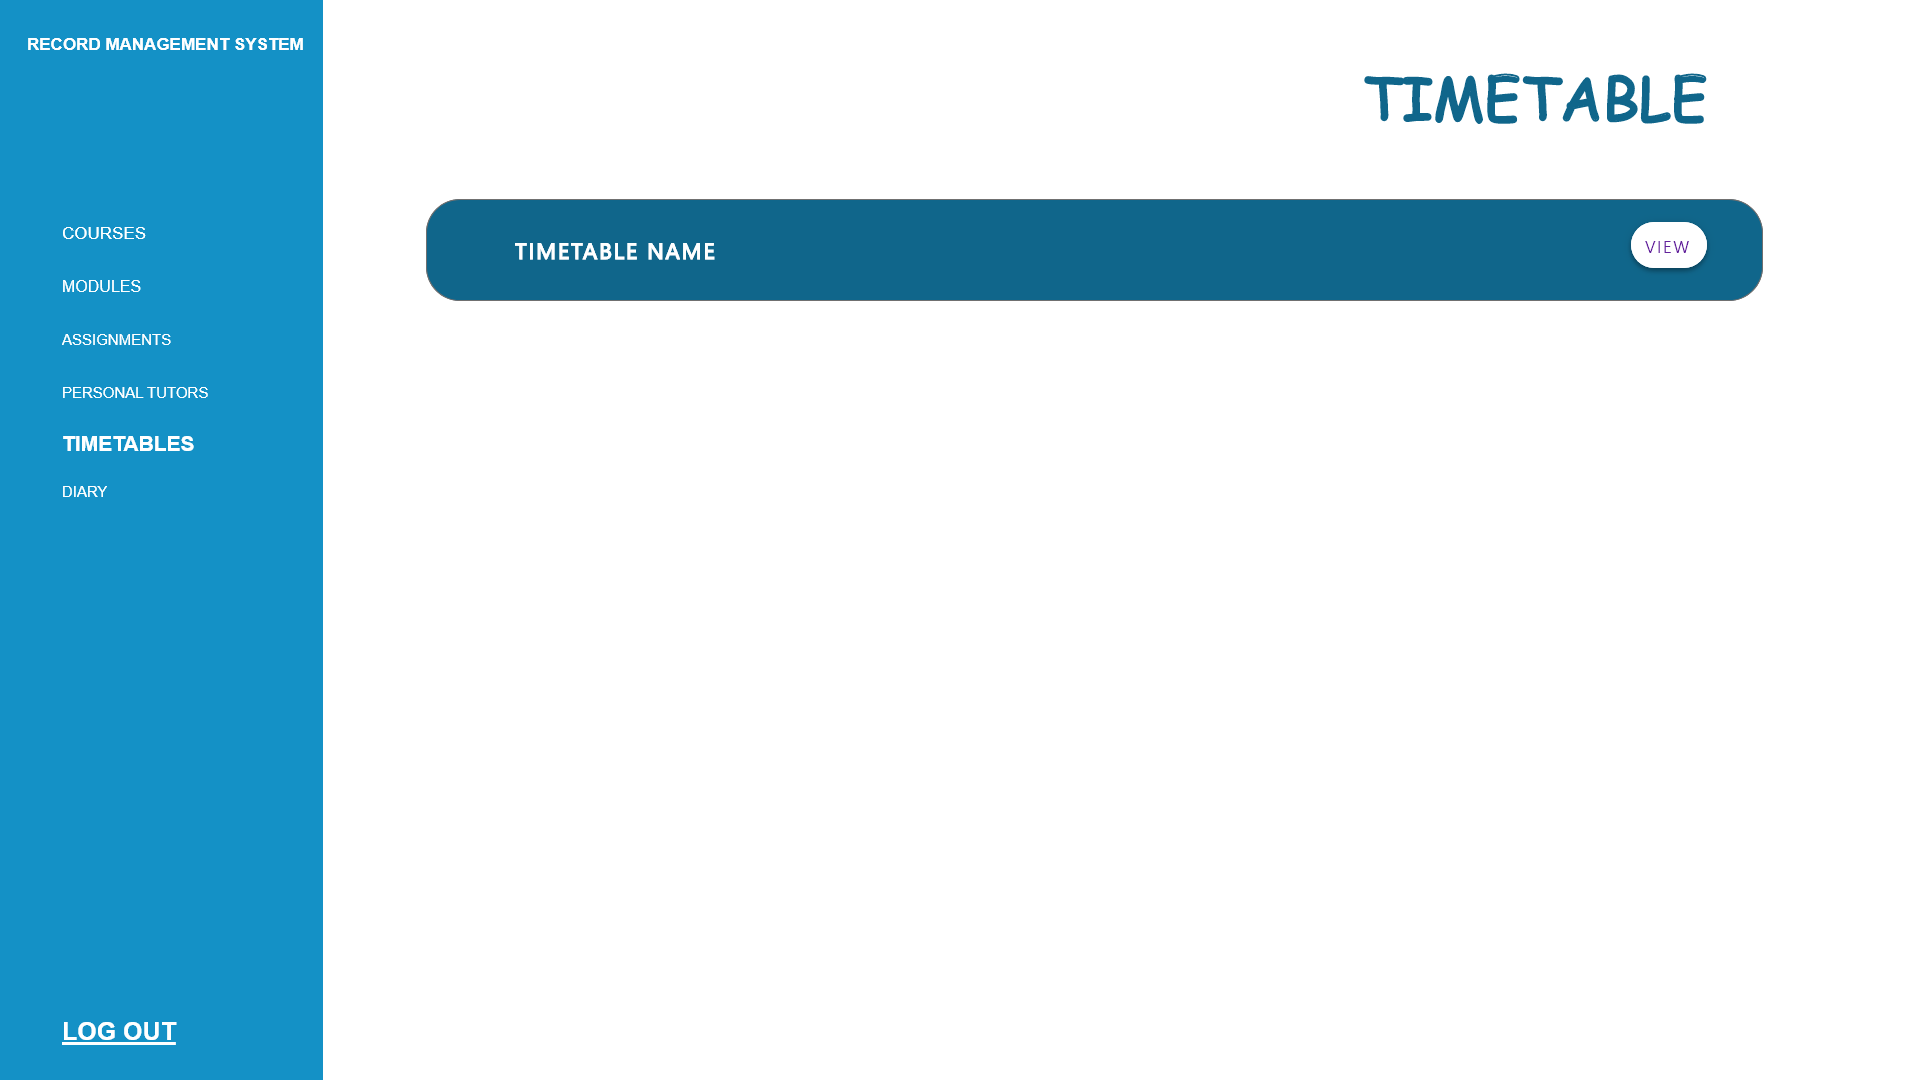 RECORD MANAGEMENT SYSTEM
TIMETABLE
COURSES
MODULES
ASSIGNMENTS
PERSONAL TUTORS
TIMETABLES
DIARY
LOG OUT
TIMETABLE NAME
VIEW